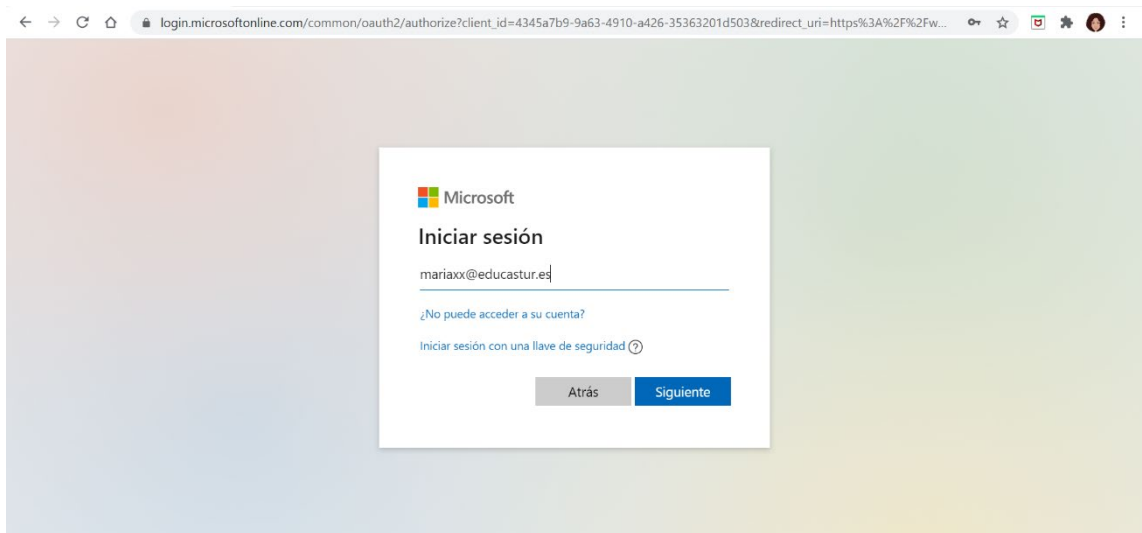 login.microsoftonline.com/common/oauth2/authorize?client_id=4345a7b9-9a63-4910-a426-35363201d503&redirect_uri=https%3A%2F%2Fw...
Microsoft
Iniciar sesión
mariaxx@educastur.es
¿No puede acceder a su cuenta?
Iniciar sesión con una llave de seguridad ?
Atrás Siguiente